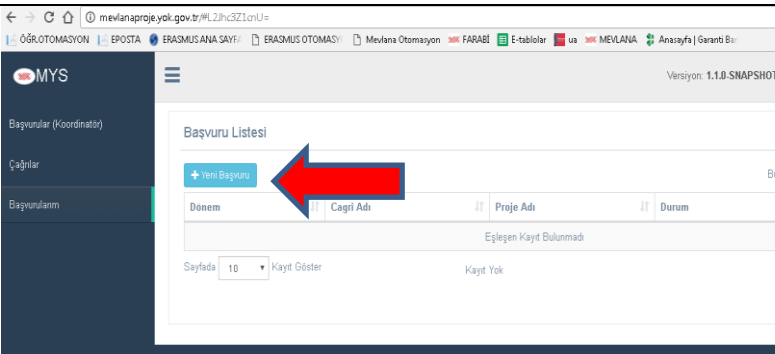 mevlanaproje.yok.gov.tr/#L2Jhc3Z1cnU=
ÖĞR.OTOMASYON EPOSTA ERASMUS ANA SAYFA ERASMUS OTOMASY Mevlana Otomasyon FARABİ E-tablolar ua MEVLANA Anasayfa | Garanti Ba
MYS
Versiyon: 1.1.0-SNAPSHOT
Başvurular (Koordinatör)
Başvuru Listesi
Çağrılar
+ Yeni Başvuru
Başvurularım
Dönem Cagri Adı Proje Adı Durum
Eşleşen Kayıt Bulunmadı
Sayfada 10 Kayıt Göster Kayıt Yok